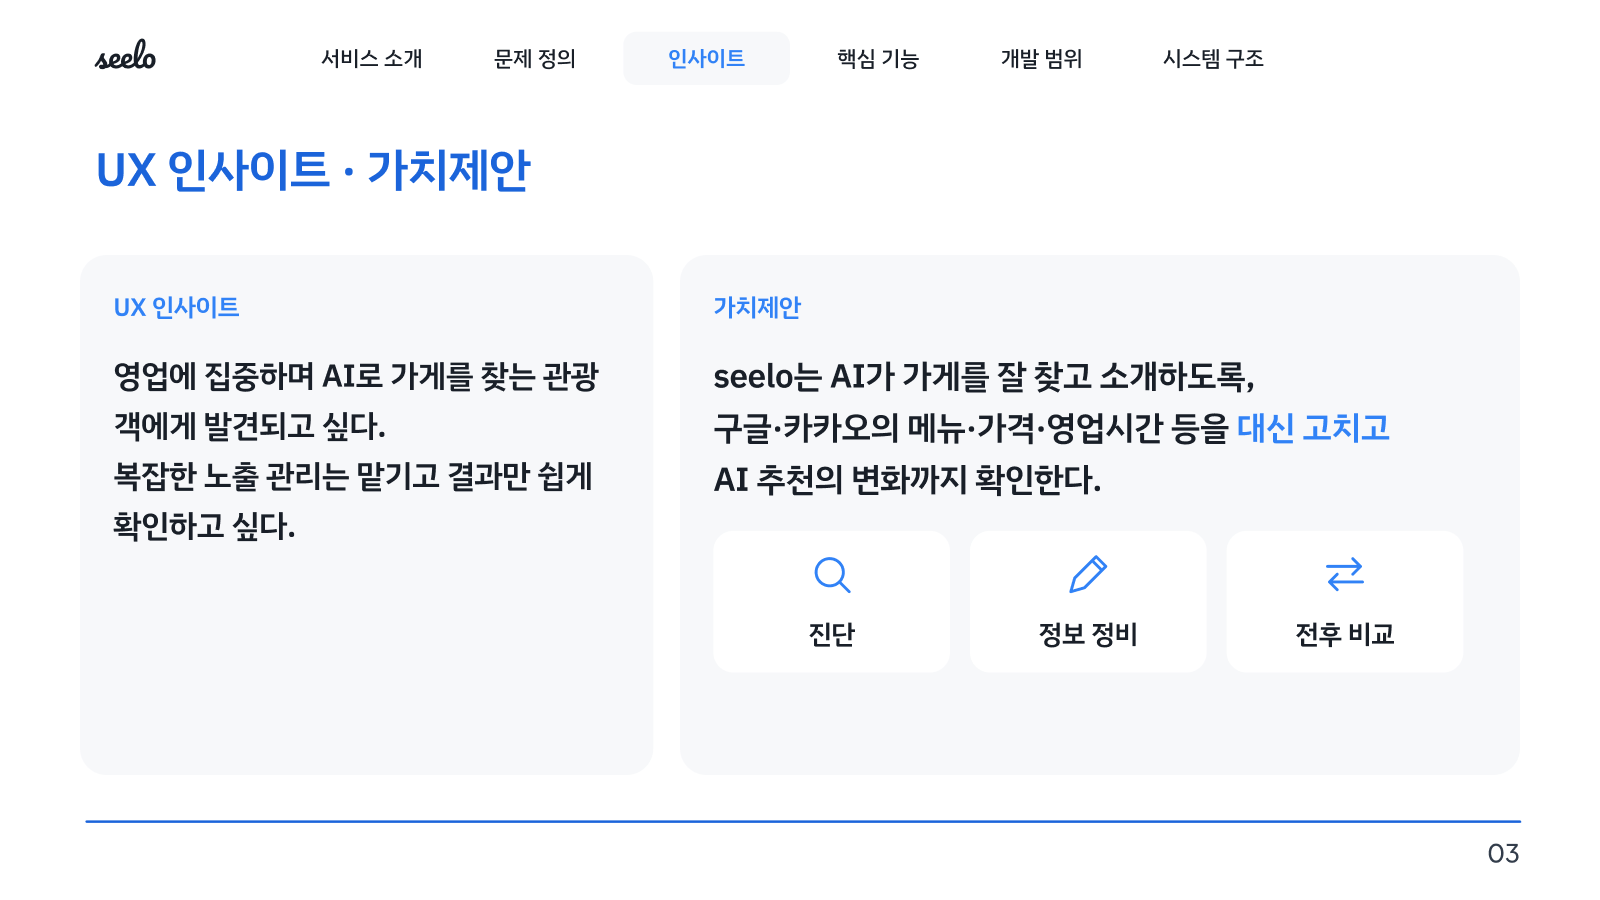 seelo
서비스 소개
문제 정의
인사이트
핵심 기능
개발 범위
시스템 구조
UX 인사이트 · 가치제안
UX 인사이트
영업에 집중하며 AI로 가게를 찾는 관광
객에게 발견되고 싶다.
복잡한 노출 관리는 맡기고 결과만 쉽게
확인하고 싶다.
가치제안
seelo는 AI가 가게를 잘 찾고 소개하도록,
구글·카카오의 메뉴·가격·영업시간 등을 대신 고치고
AI 추천의 변화까지 확인한다.
진단
정보 정비
전후 비교
03